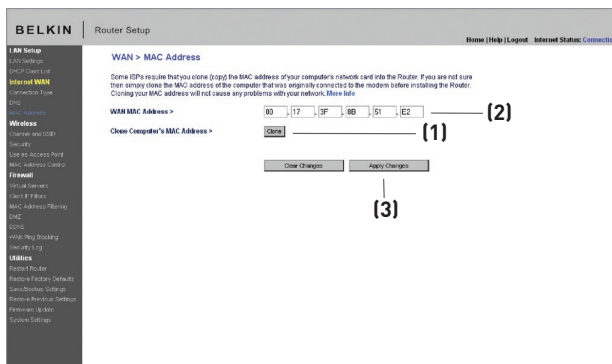 BELKIN
Router Setup
Home | Help | Logout Internet Status: Connection
LAN Setup
LAN Settings
DHCP Client List
Internet WAN
Connection Type
DNS
MAC Address
Wireless
Channel and SSID
Security
Use as Access Point
MAC Address Control
Firewall
Virtual Servers
Client IP Filters
MAC Address Filtering
DMZ
DDNS
WAN Ping Blocking
Security Log
Utilities
Restart Router
Restore Factory Defaults
Save/Backup Settings
Restore Previous Settings
Firmware Update
System Settings
WAN > MAC Address
Some ISPs require that you clone (copy) the MAC address of your computer's network card into the Router. If you are not sure
then simply clone the MAC address of the computer that was originally connected to the modem before installing the Router.
Cloning your MAC address will not cause any problems with your network. More Info
WAN MAC Address > 00 . 17 . 3F . 8B . 51 . E2 (2)
Clone Computer's MAC Address > Clone (1)
Clear Changes Apply Changes
(3)